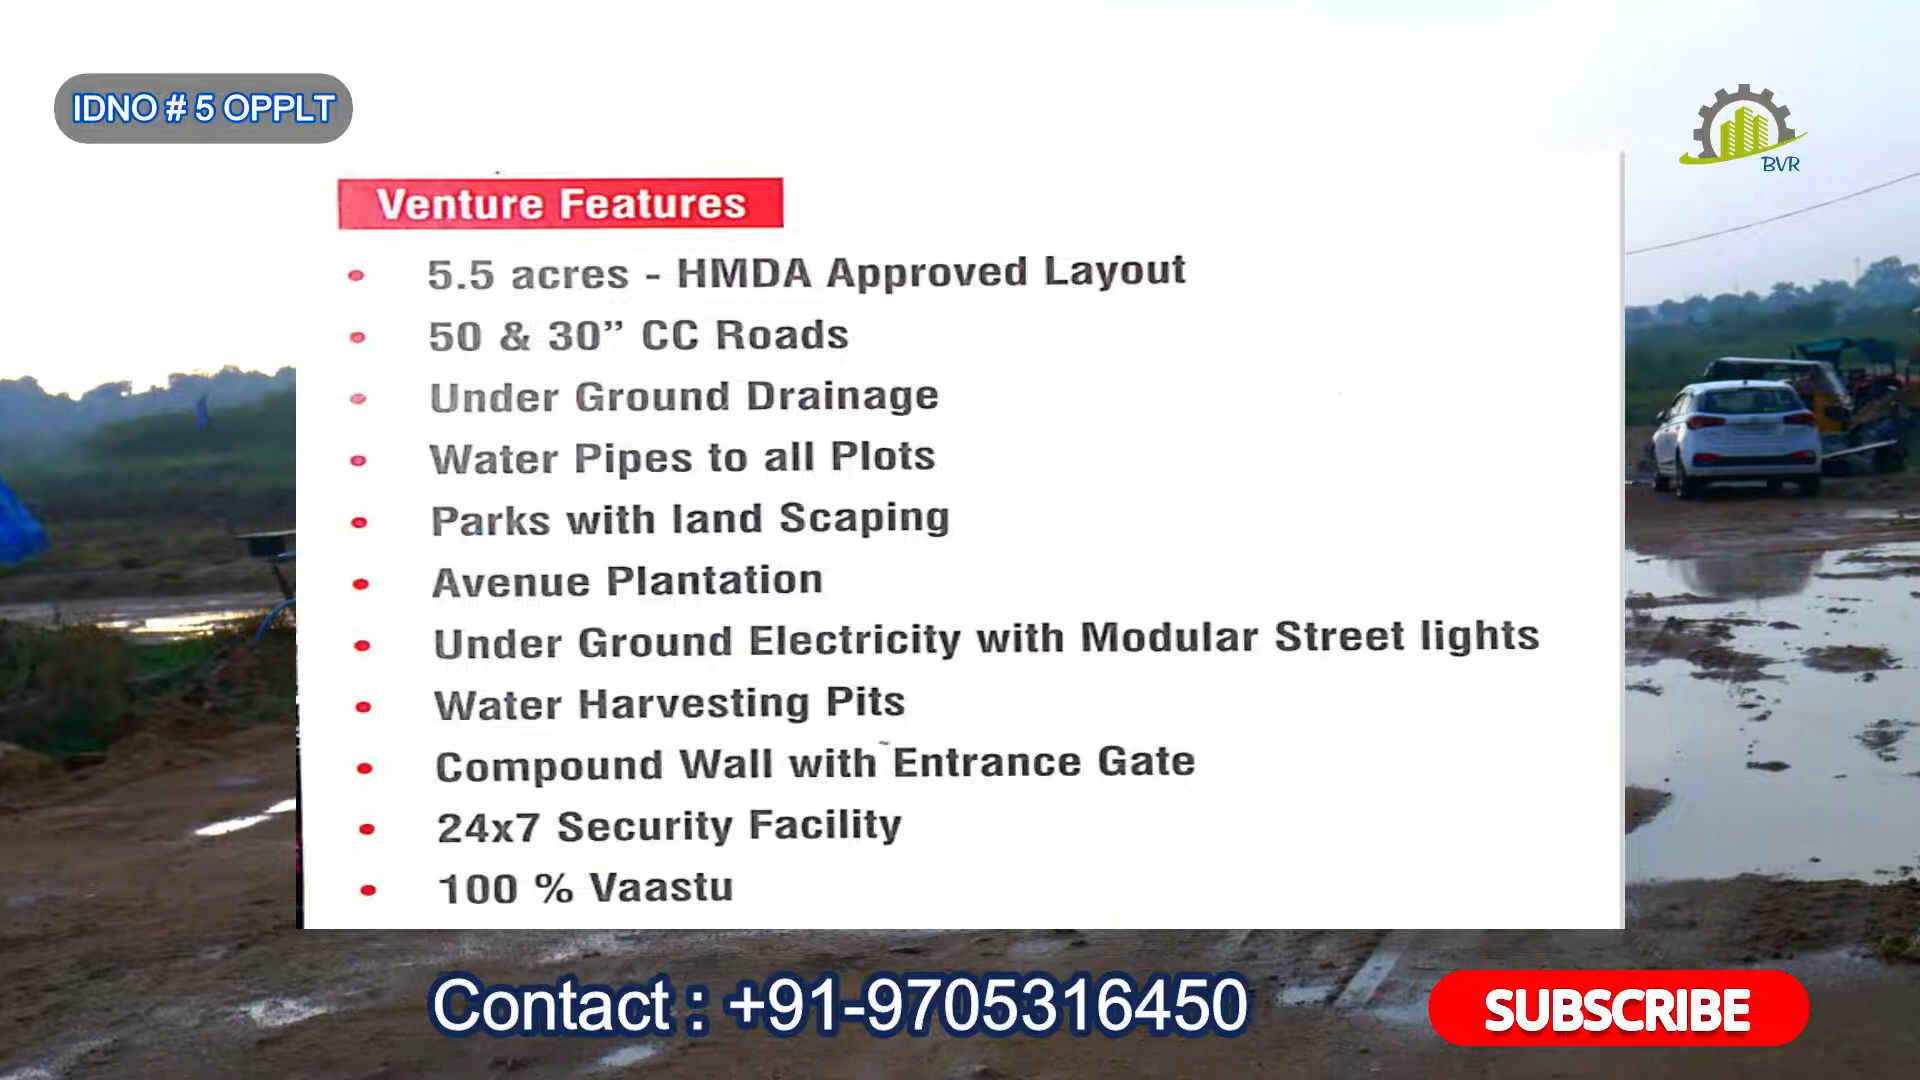 IDNO # 5 OPPLT
BVR
Venture Features
• 5.5 acres - HMDA Approved Layout
• 50 & 30” CC Roads
• Under Ground Drainage
• Water Pipes to all Plots
• Parks with land Scaping
• Avenue Plantation
• Under Ground Electricity with Modular Street lights
• Water Harvesting Pits
• Compound Wall with Entrance Gate
• 24x7 Security Facility
• 100 % Vaastu
Contact : +91-9705316450
SUBSCRIBE